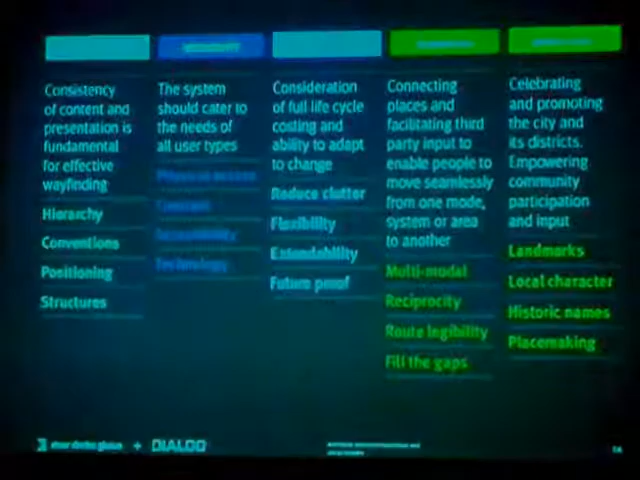 Consistency
of content and
presentation is
fundamental
for effective
wayfinding
Hierarchy
Conventions
Positioning
Structures
The system
should cater to
the needs of
all user types
Technology
Consideration
of full life cycle
costing and
ability to adapt
to change
Reduce clutter
Flexibility
Extendability
Future proof
Connecting
places and
facilitating third
party input to
enable people to
move seamlessly
from one mode,
system or area
to another
Multi-modal
Reciprocity
Route legibility
Fill the gaps
Celebrating
and promoting
the city and
its districts.
Empowering
community
participation
and input
Landmarks
Local character
Historic names
Placemaking
+ DIALOG